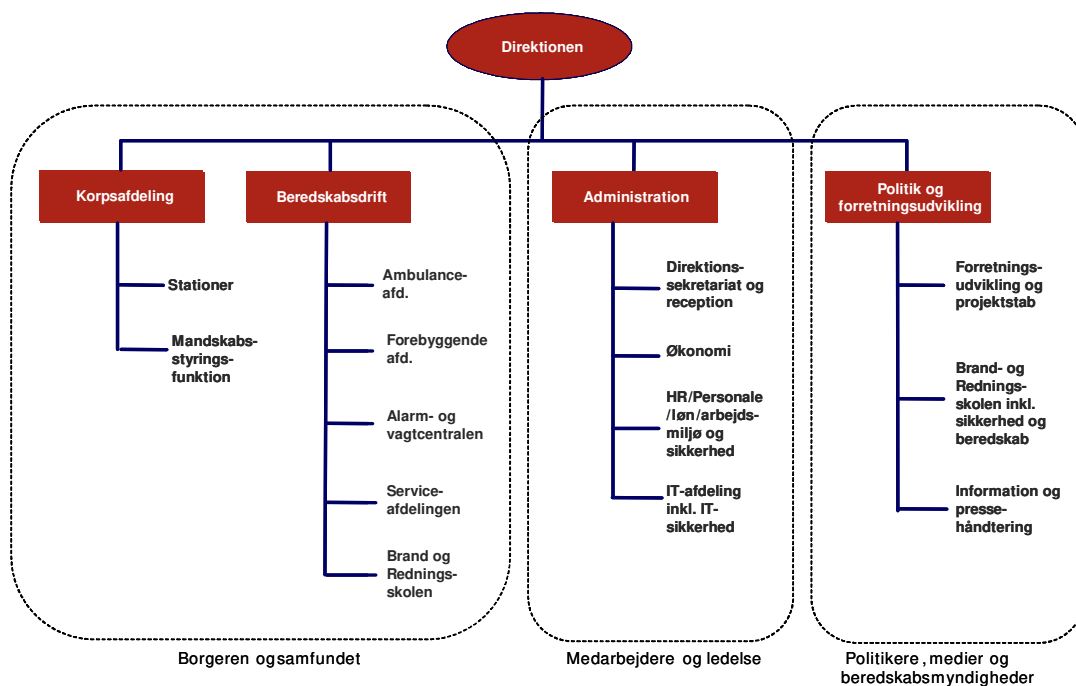 Direktionen
Korpsafdeling
Stationer
Mandskabs-
styrings-
funktion
Beredskabsdrift
Ambulance-
afd.
Forebyggende
afd.
Alarm- og
vagtcentralen
Service-
afdelingen
Brand og
Rednings-
skolen
Administration
Direktions-
sekretariat og
reception
Økonomi
HR/Personale
/løn/arbejds-
miljø og
sikkerhed
IT-afdeling
inkl. IT-
sikkerhed
Politik og
forretningsudvikling
Forretnings-
udvikling og
projektstab
Brand- og
Rednings-
skolen inkl.
sikkerhed og
beredskab
Information og
presse-
håndtering
Borgeren ogsamfundet
Medarbejdere og ledelse
Politikere, medier og
beredskabsmyndigheder